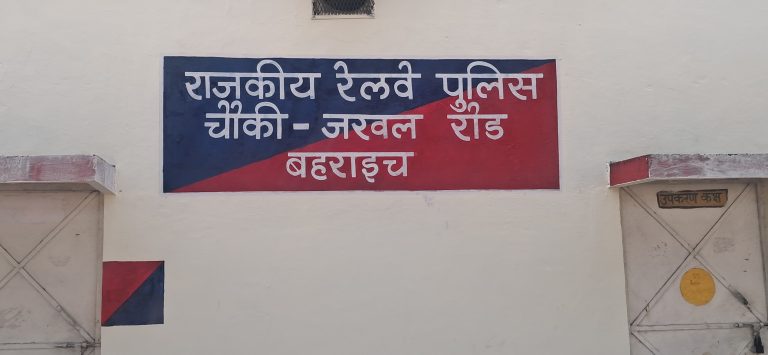 राजकीय रेलवे पुलिस
चौकी - जरवल रोड
बहराइच
उपकरण कक्ष